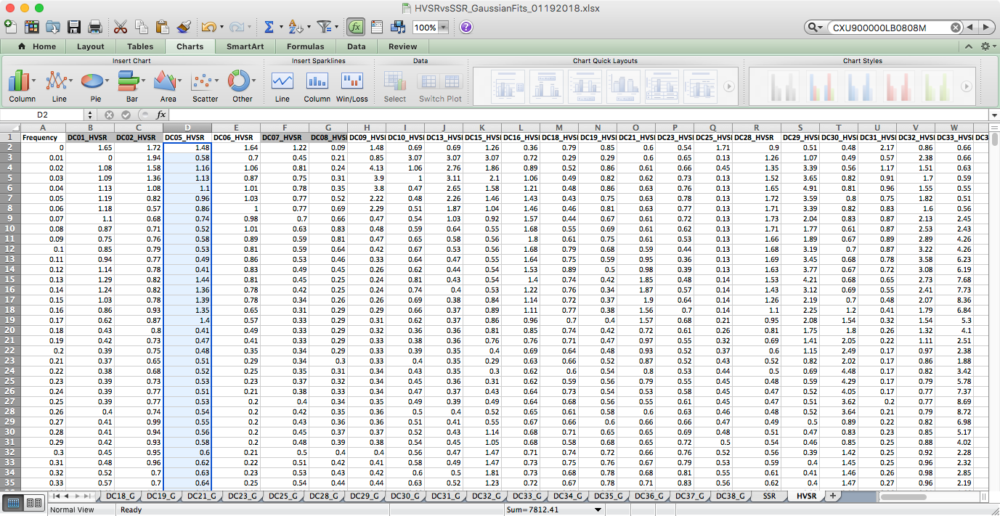 HVSRvsSSR_GaussianFits_01192018.xlsx
100% CXU900000LB0808M
Home Layout Tables Charts SmartArt Formulas Data Review
Insert Chart Insert Sparklines Data Chart Quick Layouts Chart Styles
Column Line Pie Bar Area Scatter Other Line Column Win/Loss Select Switch Plot
D2 fx
A B C D E F G H I J K L M N O P Q R S T U V W
1 Frequency DC01_HVSR DC02_HVSR DC05_HVSR DC06_HVSR DC07_HVSR DC08_HVSI DC09_HVSI DC10_HVSI DC13_HVSI DC15_HVSI DC16_HVSI DC18_HVSI DC19_HVSI DC21_HVSI DC23_HVSI DC25_HVSI DC28_HVSR DC29_HVSI DC30_HVSI DC31_HVSI DC32_HVSI DC33_HVSI DC3
2 0 1.65 1.72 1.48 1.64 1.22 0.09 1.48 0.69 0.69 1.26 0.36 0.79 0.85 0.6 0.54 1.71 0.9 0.51 0.48 2.17 0.86 0.66
3 0.01 0 1.94 0.58 0.7 0.45 0.21 0.85 3.07 3.07 3.07 0.72 0.29 0.29 0.65 0.66 0.13 1.26 1.07 0.49 0.57 2.38 0.66
4 0.02 1.08 1.58 1.16 1.06 0.81 0.24 4.13 1.06 2.76 1.86 0.89 0.52 0.86 0.61 0.66 0.45 1.35 3.39 0.56 1.17 1.51 0.63
5 0.03 1.09 1.36 1.13 0.87 0.75 0.31 3.9 1 3.11 2.1 1.06 0.49 0.82 0.62 0.73 0.13 1.52 3.65 0.82 0.91 1.7 0.59
6 0.04 1.13 1.08 1.1 1.01 0.78 0.35 3.8 0.47 2.65 1.58 1.21 0.48 0.86 0.63 0.76 0.13 1.65 4.91 0.81 0.96 1.55 0.55
7 0.05 1.19 0.82 0.96 1.03 0.77 0.52 2.22 0.48 2.26 1.46 1.43 0.43 0.75 0.63 0.78 0.13 1.72 3.59 0.8 0.75 1.82 0.51
8 0.06 1.18 0.57 0.86 1 0.77 0.69 2.29 0.51 1.87 1.04 1.46 0.46 0.81 0.63 0.77 0.13 1.71 3.39 0.82 0.83 1.6 0.56
9 0.07 1.1 0.68 0.74 0.98 0.7 0.66 0.47 0.54 1.03 0.92 1.57 0.44 0.67 0.61 0.72 0.13 1.73 2.04 0.83 0.87 2.13 2.45
10 0.08 0.87 0.71 0.52 1.01 0.63 0.83 0.48 0.59 0.64 0.55 1.68 0.55 0.69 0.61 0.62 0.13 1.71 1.77 0.61 0.87 2.53 2.43
11 0.09 0.75 0.76 0.58 0.89 0.59 0.81 0.47 0.65 0.58 0.56 1.8 0.61 0.75 0.61 0.53 0.13 1.66 1.89 0.67 0.89 2.89 4.26
12 0.1 0.85 0.79 0.53 0.81 0.59 0.64 0.42 0.67 0.53 0.56 1.68 0.79 0.68 0.59 0.44 0.13 1.68 3.19 0.7 0.87 3.22 4.26
13 0.11 0.94 0.77 0.49 0.86 0.53 0.46 0.33 0.64 0.47 0.55 1.64 0.75 0.59 0.95 0.36 0.13 1.69 3.45 0.68 0.78 3.58 6.23
14 0.12 1.14 0.78 0.41 0.83 0.49 0.45 0.26 0.62 0.44 0.54 1.53 0.89 0.5 0.98 0.39 0.13 1.63 3.77 0.67 0.72 3.08 6.19
15 0.13 1.29 0.82 1.44 0.81 0.45 0.25 0.24 0.81 0.43 0.54 1.4 0.74 0.42 1.85 0.48 0.14 1.53 4.21 0.68 0.65 2.73 7.68
16 0.14 1.24 0.82 1.36 0.78 0.42 0.25 0.24 0.74 0.4 0.53 1.22 0.76 0.34 1.87 0.57 0.14 1.43 3.12 0.69 0.55 2.41 7.73
17 0.15 1.03 0.78 1.39 0.78 0.34 0.26 0.26 0.69 0.38 0.84 1.14 0.72 0.37 1.9 0.64 0.14 1.26 2.19 0.7 0.48 2.07 8.36
18 0.16 0.86 0.93 1.35 0.65 0.31 0.29 0.29 0.66 0.37 0.89 1.11 0.77 0.38 1.56 0.7 0.14 1.1 2.25 1.2 0.41 1.79 6.84
19 0.17 0.62 0.87 1.4 0.57 0.33 0.29 0.31 0.62 0.37 0.86 0.96 0.7 0.4 1.57 0.68 0.21 0.95 2.08 1.54 0.32 1.54 5.3
20 0.18 0.43 0.8 0.41 0.49 0.33 0.29 0.32 0.36 0.36 0.81 0.85 0.74 0.42 0.72 0.61 0.26 0.81 1.75 1.8 0.26 1.32 4.1
21 0.19 0.42 0.73 0.47 0.41 0.33 0.29 0.33 0.38 0.36 0.76 0.76 0.71 0.47 0.97 0.55 0.32 0.69 1.41 2.05 0.22 1.11 2.51
22 0.2 0.39 0.75 0.48 0.35 0.34 0.29 0.33 0.39 0.35 0.4 0.69 0.64 0.48 0.93 0.52 0.37 0.6 1.15 2.49 0.17 0.97 2.38
23 0.21 0.37 0.65 0.51 0.29 0.34 0.3 0.33 0.4 0.35 0.29 0.63 0.66 0.52 0.87 0.52 0.43 0.52 0.82 2.02 0.17 0.86 1.88
24 0.22 0.38 0.68 0.52 0.25 0.35 0.31 0.34 0.43 0.35 0.3 0.62 0.6 0.54 0.8 0.53 0.44 0.5 0.69 4.48 0.17 0.82 3.42
25 0.23 0.39 0.73 0.53 0.23 0.37 0.32 0.34 0.45 0.36 0.31 0.62 0.59 0.56 0.79 0.55 0.45 0.48 0.59 4.29 0.17 0.79 5.78
26 0.24 0.39 0.77 0.51 0.21 0.38 0.33 0.34 0.47 0.37 0.43 0.64 0.73 0.54 0.53 0.58 0.45 0.47 0.52 4.05 0.17 0.77 7.37
27 0.25 0.39 0.77 0.53 0.2 0.4 0.34 0.35 0.49 0.39 0.49 0.64 0.68 0.56 0.55 0.61 0.45 0.47 0.51 3.62 0.2 0.77 8.69
28 0.26 0.4 0.74 0.54 0.2 0.42 0.35 0.36 0.5 0.4 0.52 0.65 0.61 0.58 0.6 0.63 0.46 0.48 0.52 3.64 0.21 0.79 8.72
29 0.27 0.41 0.99 0.55 0.2 0.43 0.36 0.36 0.51 0.41 0.55 0.67 0.66 0.6 0.66 0.66 0.47 0.49 0.5 0.89 0.22 0.82 6.98
30 0.28 0.41 0.94 0.56 0.2 0.45 0.37 0.37 0.52 0.43 1.14 0.68 0.71 0.65 0.65 0.69 0.48 0.51 0.47 0.83 0.23 0.85 5.17
31 0.29 0.42 0.93 0.58 0.2 0.48 0.39 0.38 0.54 0.45 1.05 0.68 0.58 0.68 0.65 0.72 0.5 0.54 0.46 0.85 0.25 0.88 4.02
32 0.3 0.45 0.95 0.6 0.21 0.5 0.4 0.4 0.56 0.47 1.47 0.71 0.74 0.72 0.66 0.76 0.52 0.56 0.39 1.42 0.25 0.92 2.28
33 0.31 0.48 0.96 0.62 0.22 0.51 0.42 0.41 0.58 0.49 1.47 0.73 0.75 0.76 0.67 0.79 0.53 0.59 0.4 1.45 0.25 0.96 2.32
34 0.32 0.52 0.7 0.63 0.23 0.53 0.43 0.42 0.6 0.5 1.81 0.73 0.68 0.78 0.68 0.81 0.55 0.61 0.43 1.46 0.26 0.98 2.85
35 0.33 0.57 0.7 0.64 0.25 0.54 0.44 0.44 0.63 0.52 1.23 0.72 0.67 0.78 0.71 0.83 0.56 0.62 0.4 1.47 0.27 0.96 2.19
DC18_G DC19_G DC21_G DC23_G DC25_G DC28_G DC29_G DC30_G DC31_G DC32_G DC33_G DC34_G DC35_G DC36_G DC37_G DC38_G SSR HVSR +
Normal View Ready Sum=7812.41